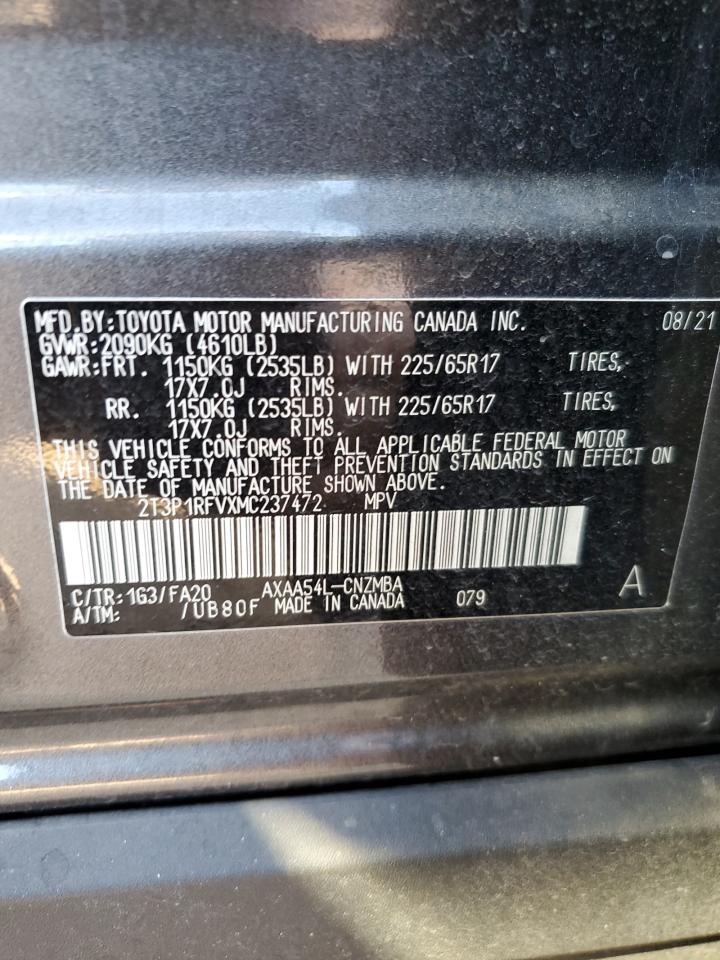 MFD.BY:TOYOTA MOTOR MANUFACTURING CANADA INC. 08/21
GVWR:2090KG (4610LB)
GAWR:FRT. 1150KG (2535LB) WITH 225/65R17 TIRES,
17X7.0J RIMS.
RR. 1150KG (2535LB) WITH 225/65R17 TIRES,
17X7.0J RIMS.
THIS VEHICLE CONFORMS TO ALL APPLICABLE FEDERAL MOTOR
VEHICLE SAFETY AND THEFT PREVENTION STANDARDS IN EFFECT ON
THE DATE OF MANUFACTURE SHOWN ABOVE.
2T3P1RFVXMC237472 MPV
C/TR:1G3/FA20 AXAA54L-CNZMBA
A/TM: /UB80F MADE IN CANADA 079 A